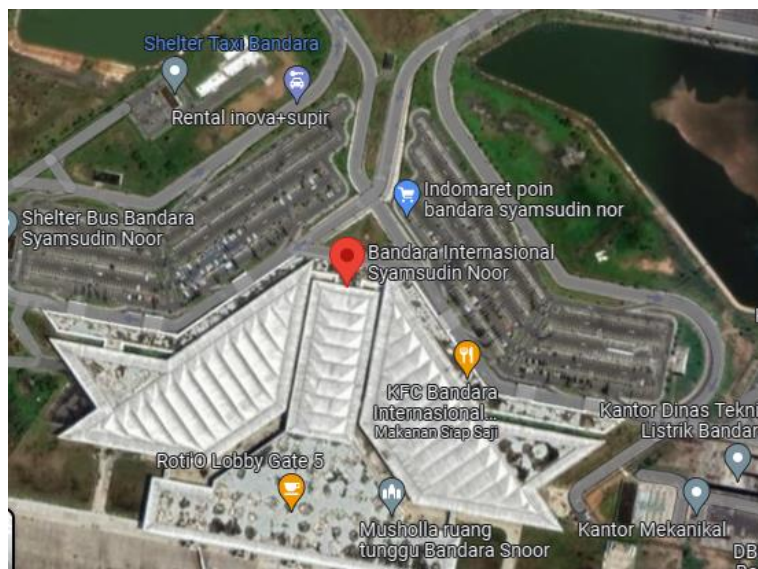 Shelter Taxi Bandara
Rental inova+supir
Indomaret poin
bandara syamsudin nor
Shelter Bus Bandara
Syamsudin Noor
Bandara Internasional
Syamsudin Noor
KFC Bandara
Internasional...
Makanan Siap Saji
Kantor Dinas Tekni
Listrik Bandar
Roti'O Lobby Gate 5
Musholla ruang
tunggu Bandara Snoor
Kantor Mekanikal
DB